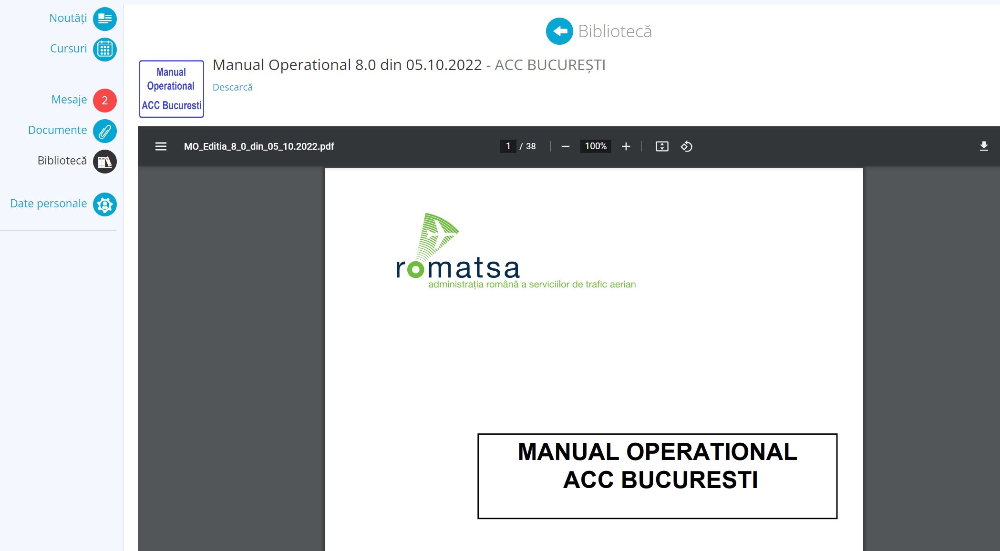 Noutăți
Cursuri
Mesaje 2
Documente
Bibliotecă
Date personale
Bibliotecă
Manual
Operational
ACC Bucuresti
Manual Operational 8.0 din 05.10.2022 - ACC BUCUREȘTI
Descarcă
MO_Editia_8_0_din_05_10.2022.pdf
1 / 38
100%
romatsa
administrația română a serviciilor de trafic aerian
MANUAL OPERATIONAL
ACC BUCURESTI